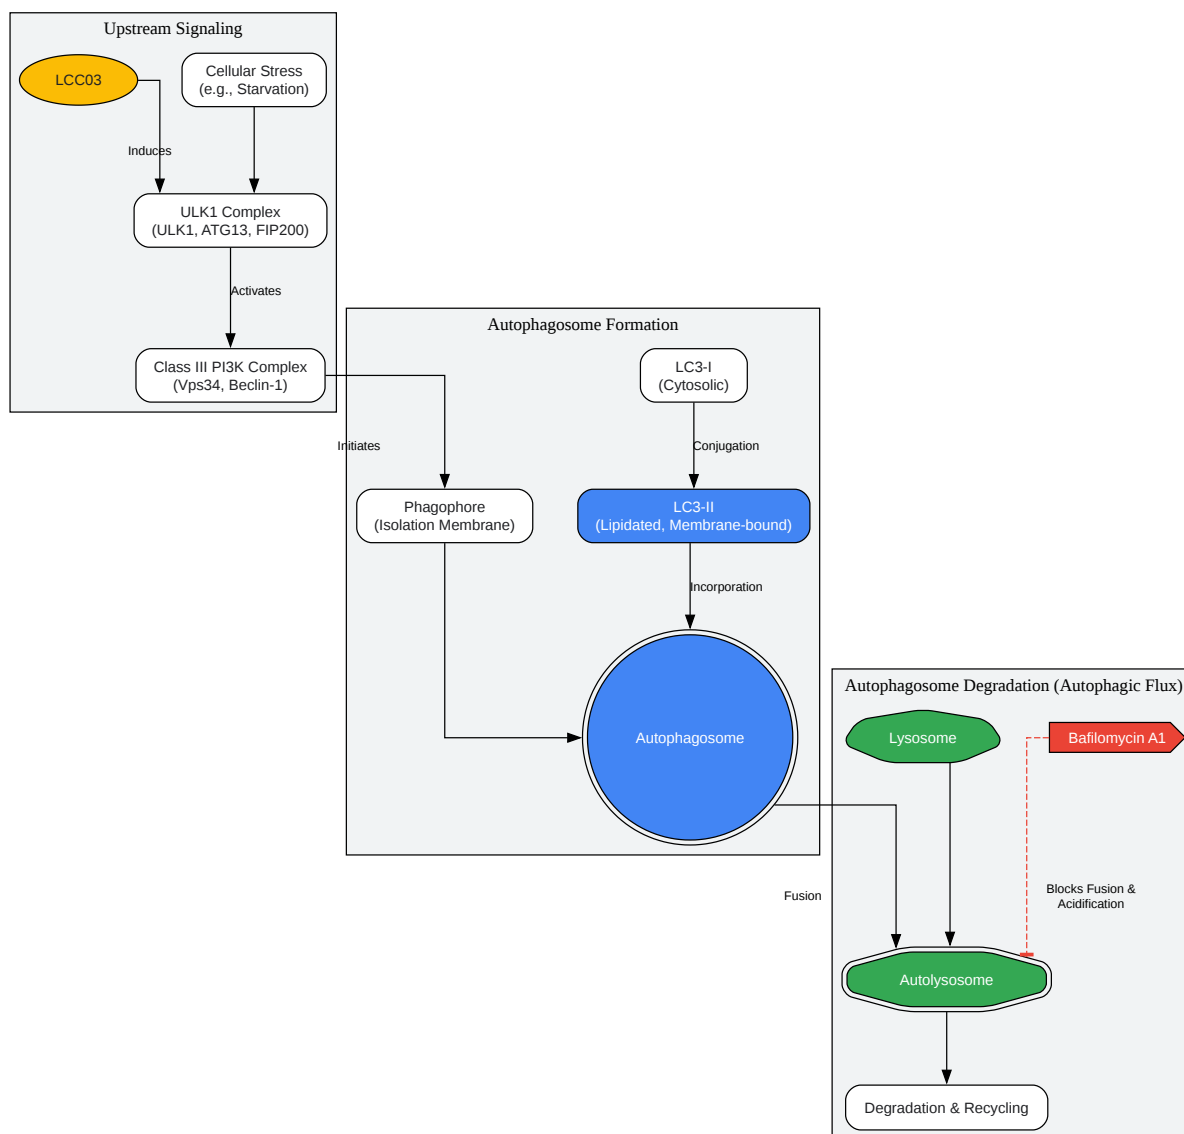 Upstream Signaling
LCC03
Cellular Stress
(e.g., Starvation)
Induces
ULK1 Complex
(ULK1, ATG13, FIP200)
Activates
Class III PI3K Complex
(Vps34, Beclin-1)
Autophagosome Formation
LC3-I
(Cytosolic)
Initiates
Conjugation
Phagophore
(Isolation Membrane)
LC3-II
(Lipidated, Membrane-bound)
Incorporation
Autophagosome
Autophagosome Degradation (Autophagic Flux)
Lysosome
Bafilomycin A1
Fusion
Blocks Fusion &
Acidification
Autolysosome
Degradation & Recycling